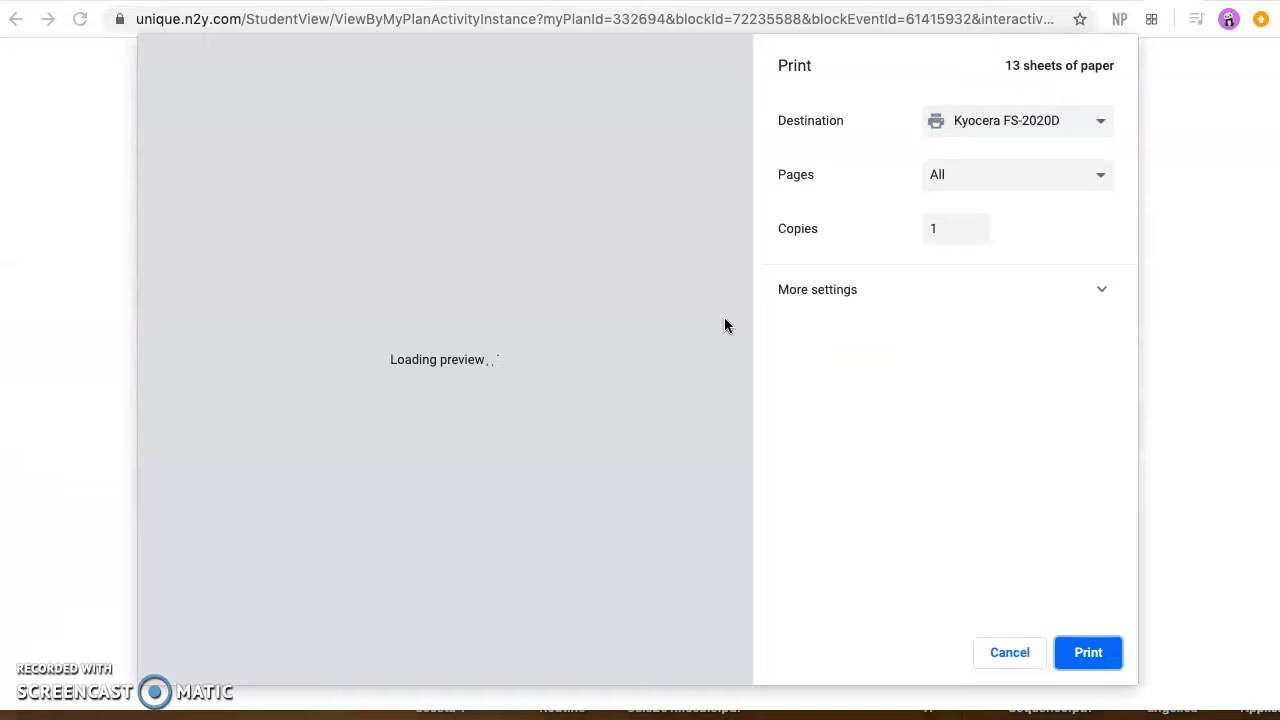 unique.n2y.com/StudentView/ViewByMyPlanActivityInstance?myPlanId=332694&blockId=72235588&blockEventId=61415932&interactiv...
NP
Print
13 sheets of paper
Destination
Kyocera FS-2020D
Pages
All
Copies
1
More settings
Loading preview...
Cancel
Print
RECORDED WITH
SCREENCAST MATIC